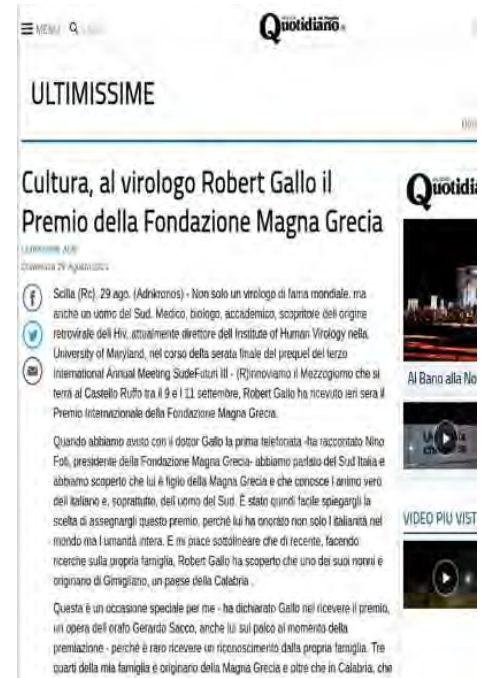 MENU
Quotidiano
ULTIMISSIME
Cultura, al virologo Robert Gallo il
Premio della Fondazione Magna Grecia
Domenica 29 Agosto 2021
Scilla (Rc), 29 ago. (Adnkronos) - Non solo un virologo di fama mondiale, ma
anche un uomo del Sud. Medico, biologo, accademico, scopritore dell origine
retrovirale dell Hiv, attualmente direttore dell Institute of Human Virology nella
University of Maryland, nel corso della serata finale del prequel del terzo
International Annual Meeting SudeFuturi III - (R)innoviamo il Mezzogiorno che si
terrà al Castello Ruffo tra il 9 e l 11 settembre, Robert Gallo ha ricevuto ieri sera il
Premio Internazionale della Fondazione Magna Grecia.
Quando abbiamo avuto con il dottor Gallo la prima telefonata -ha raccontato Nino
Foti, presidente della Fondazione Magna Grecia- abbiamo parlato del Sud Italia e
abbiamo scoperto che lui è figlio della Magna Grecia e che conosce l animo vero
dell italiano e, soprattutto, dell uomo del Sud. È stato quindi facile spiegargli la
scelta di assegnargli questo premio, perché lui ha onorato non solo l italianità nel
mondo ma l umanità intera. E mi piace sottolineare che di recente, facendo
ricerche sulla propria famiglia, Robert Gallo ha scoperto che uno dei suoi nonni è
originario di Gimigliano, un paese della Calabria .
Questa è un occasione speciale per me - ha dichiarato Gallo nel ricevere il premio,
un opera dell orafo Gerardo Sacco, anche lui sul palco al momento della
premiazione - perché è raro ricevere un riconoscimento dalla propria famiglia. Tre
quarti della mia famiglia è originario della Magna Grecia e oltre che in Calabria, che
Quotidia
Al Bano alla No
VIDEO PIU VIST